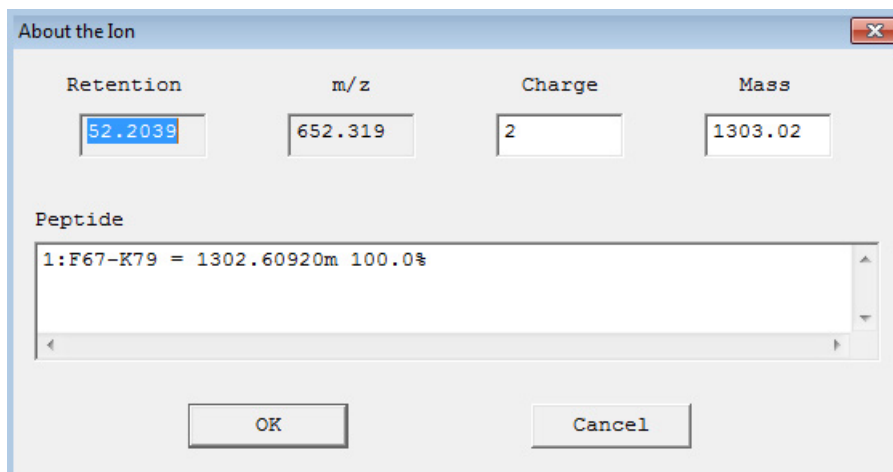 About the Ion
Retention m/z Charge Mass
52.2039 652.319 2 1303.02
Peptide
1:F67-K79 = 1302.60920m 100.0%
OK Cancel